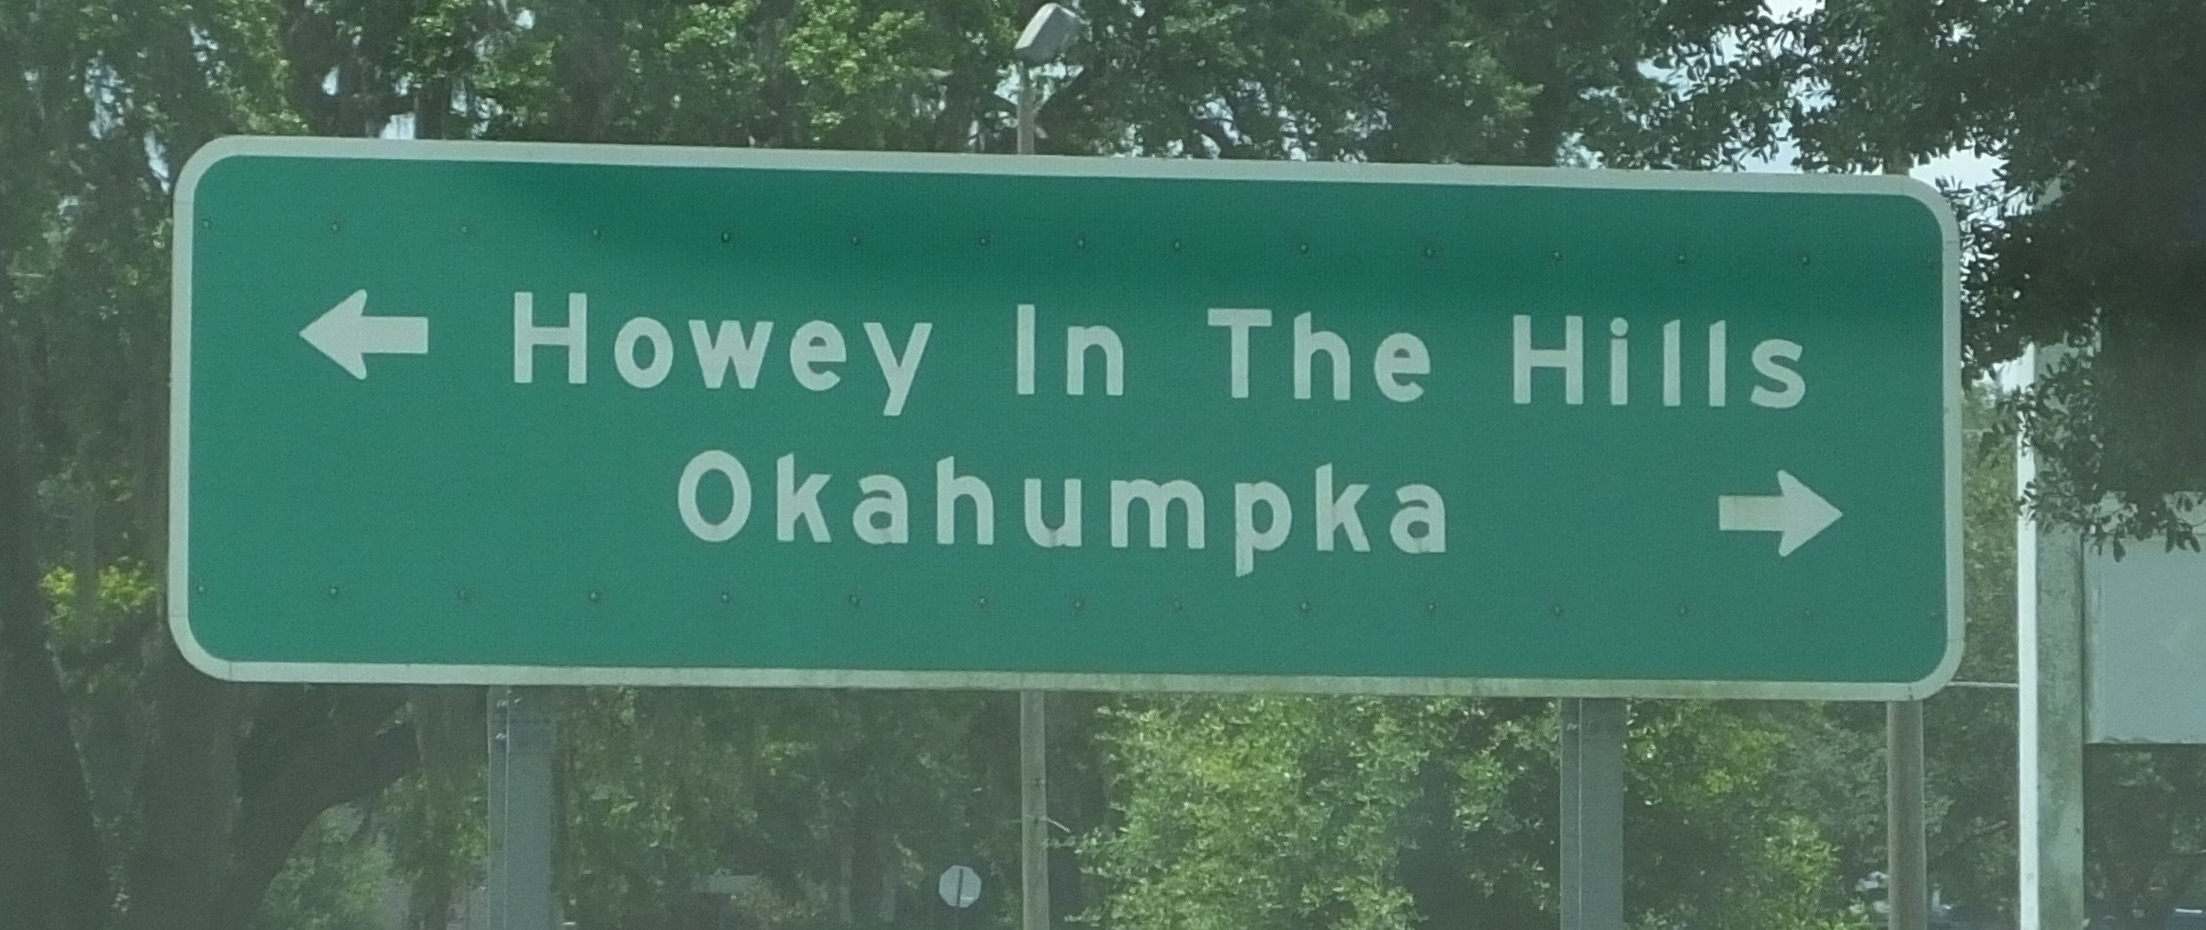 ← Howey In The Hills
Okahumpka →